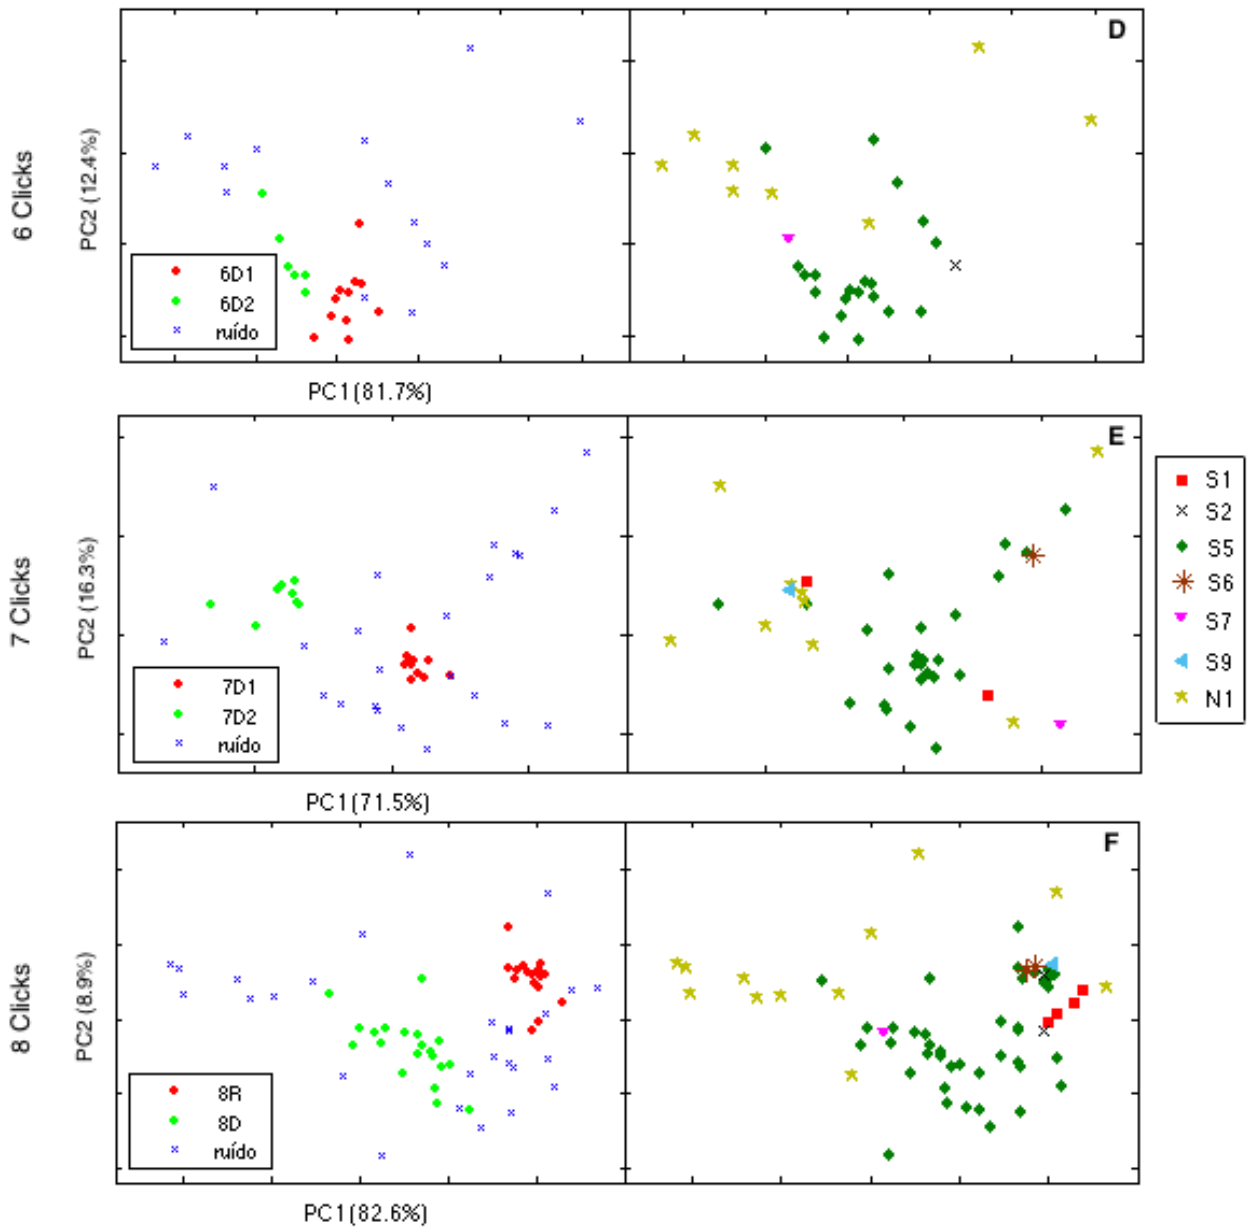 D
6 Clicks
PC2 (12.4%)
6D1
6D2
ruído
PC1(81.7%)
E
7 Clicks
PC2 (16.3%)
7D1
7D2
ruído
PC1(71.5%)
S1
S2
S5
S6
S7
S9
N1
F
8 Clicks
PC2 (8.9%)
8R
8D
ruído
PC1(82.6%)